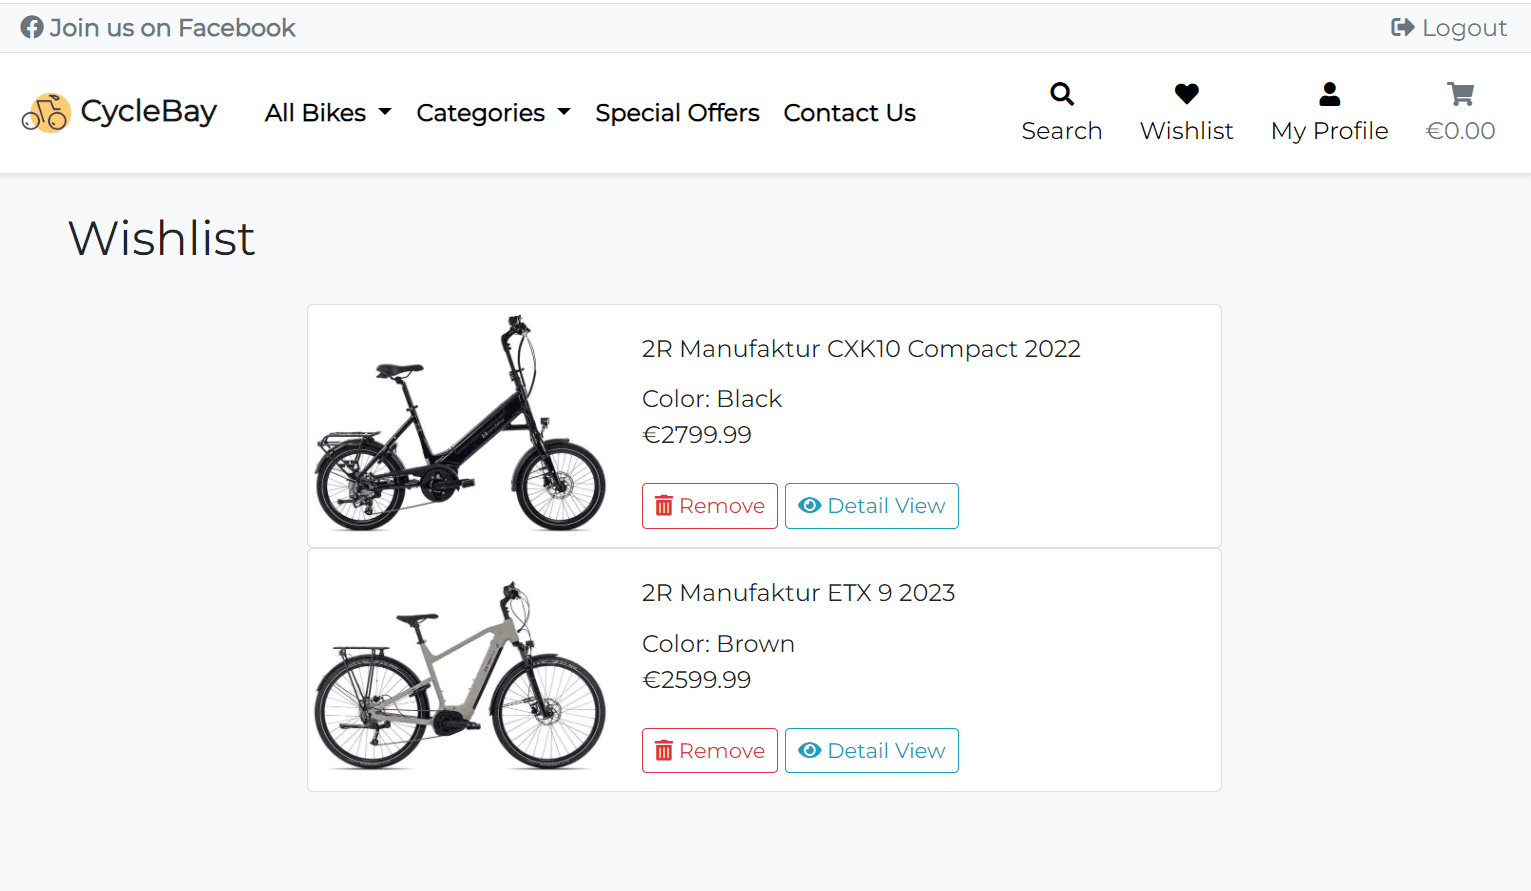 Join us on Facebook
Logout
CycleBay
All Bikes
Categories
Special Offers
Contact Us
Search
Wishlist
My Profile
€0.00
Wishlist
2R Manufaktur CXK10 Compact 2022
Color: Black
€2799.99
Remove
Detail View
2R Manufaktur ETX 9 2023
Color: Brown
€2599.99
Remove
Detail View